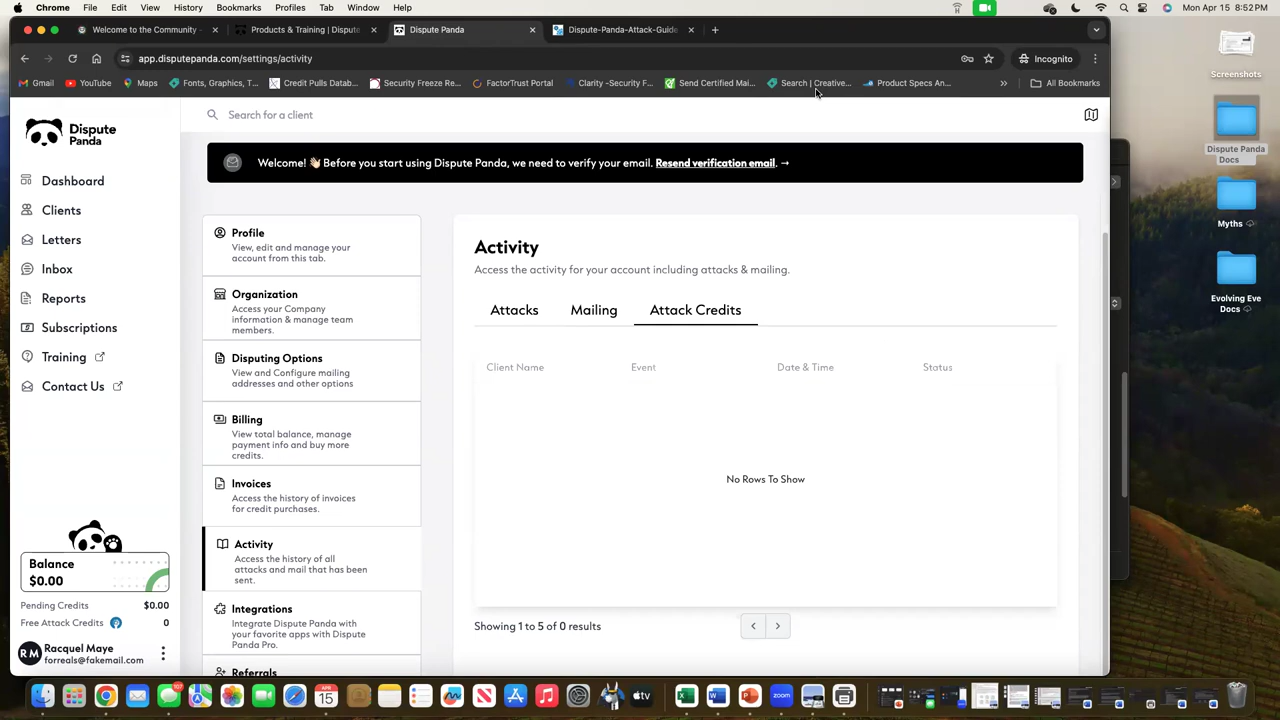 Chrome File Edit View History Bookmarks Profiles Tab Window Help Mon Apr 15 8:52 PM
Welcome to the Community - Products & Training | Dispute Dispute Panda Dispute-Panda-Attack-Guide
app.disputepanda.com/settings/activity Incognito
Gmail YouTube Maps Fonts, Graphics, T... Credit Pulls Datab... Security Freeze Re... FactorTrust Portal Clarity -Security F... Send Certified Mai... Search | Creative... Product Specs An... » All Bookmarks
Screenshots
Dispute Panda
Docs
Myths
Evolving Eve
Docs
Dispute
Panda
Dashboard
Clients
Letters
Inbox
Reports
Subscriptions
Training
Contact Us
Balance
$0.00
Pending Credits $0.00
Free Attack Credits 0
RM
Racquel Maye
forreals@fakemail.com
Search for a client
Welcome! 👋🏻 Before you start using Dispute Panda, we need to verify your email. Resend verification email. →
Profile
View, edit and manage your
account from this tab.
Organization
Access your Company
information & manage team
members.
Disputing Options
View and Configure mailing
addresses and other options
Billing
View total balance, manage
payment info and buy more
credits.
Invoices
Access the history of invoices
for credit purchases.
Activity
Access the history of all
attacks and mail that has been
sent.
Integrations
Integrate Dispute Panda with
your favorite apps with Dispute
Panda Pro.
Referrals
Activity
Access the activity for your account including attacks & mailing.
Attacks Mailing Attack Credits
Client Name Event Date & Time Status
No Rows To Show
Showing 1 to 5 of 0 results
APR
15
tv
zoom